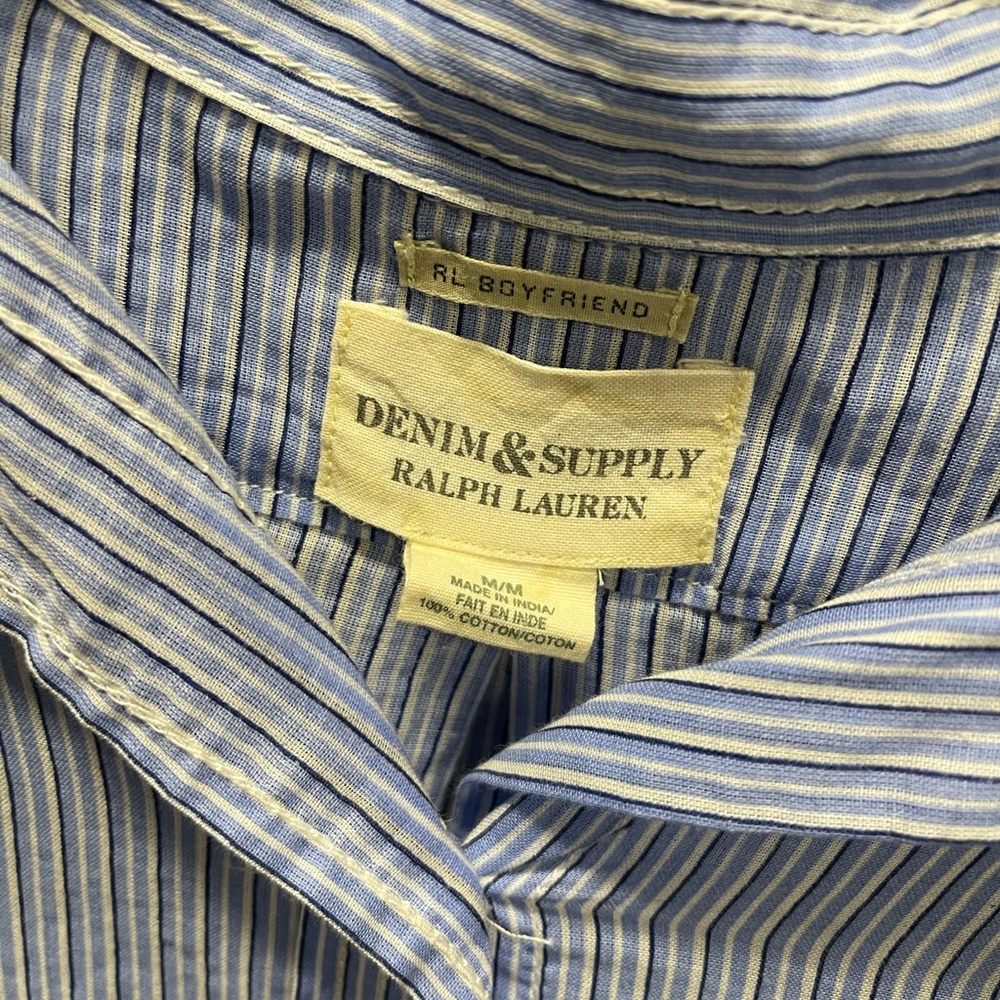 RL BOYFRIEND
DENIM & SUPPLY
RALPH LAUREN
M/M
MADE IN INDIA/
FAIT EN INDE
100% COTTON/COTON